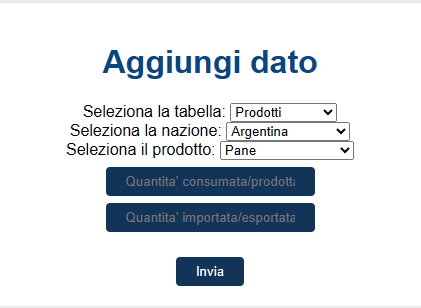 Aggiungi dato
Seleziona la tabella: Prodotti
Seleziona la nazione: Argentina
Seleziona il prodotto: Pane
Quantita' consumata/prodotta
Quantita' importata/esportata
Invia